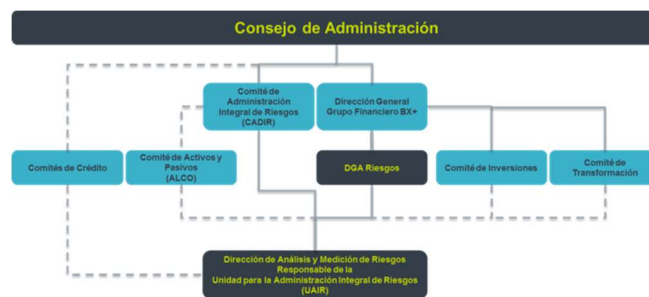 Consejo de Administración
Comité de
Administración
Integral de Riesgos
(CADIR)
Dirección General
Grupo Financiero BX+
Comités de Crédito
Comité de Activos y
Pasivos
(ALCO)
DGA Riesgos
Comité de Inversiones
Comité de
Transformación
Dirección de Análisis y Medición de Riesgos
Responsable de la
Unidad para la Administración Integral de Riesgos
(UAIR)